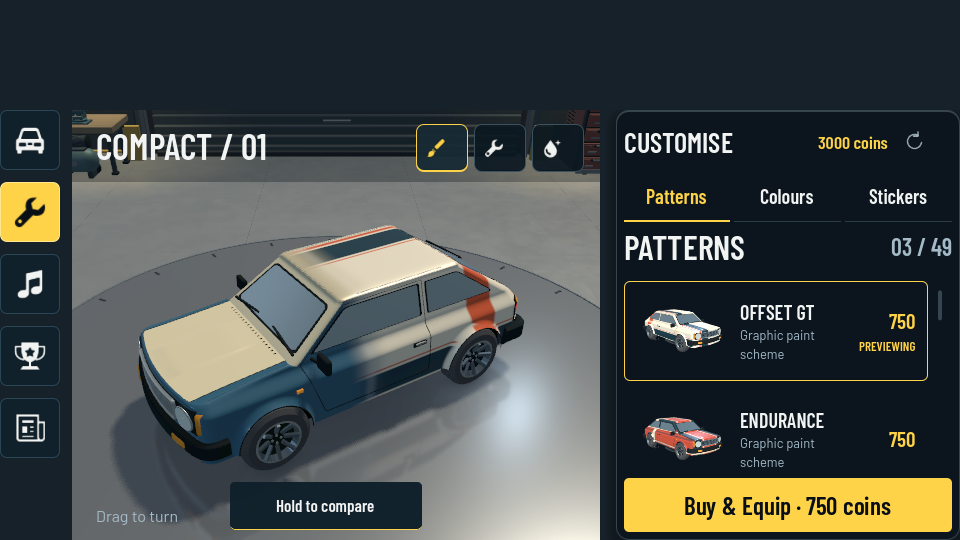 COMPACT / 01
Drag to turn
Hold to compare
CUSTOMISE
3000 coins
Patterns
Colours
Stickers
PATTERNS
03 / 49
OFFSET GT
Graphic paint
scheme
750
PREVIEWING
ENDURANCE
Graphic paint
scheme
750
Buy & Equip · 750 coins